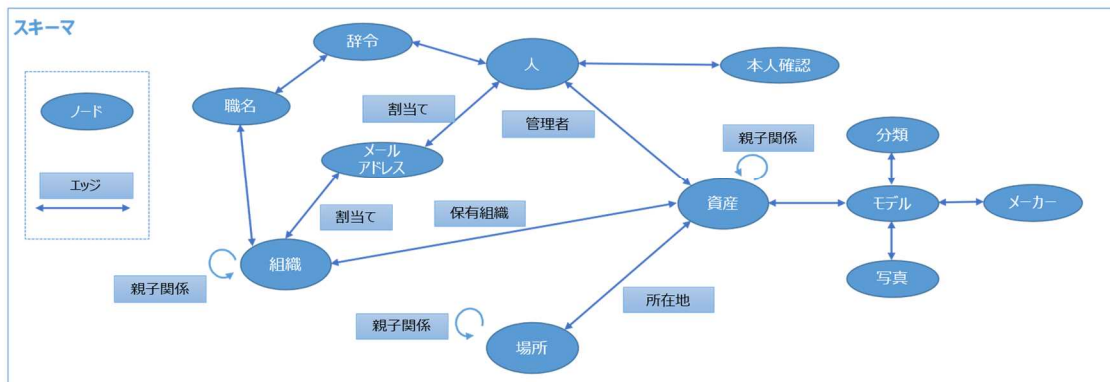 スキーマ
ノード
エッジ
辞令
人
本人確認
職名
割当て
管理者
メール
アドレス
親子関係
分類
割当て
保有組織
資産
モデル
メーカー
組織
親子関係
写真
所在地
親子関係
場所